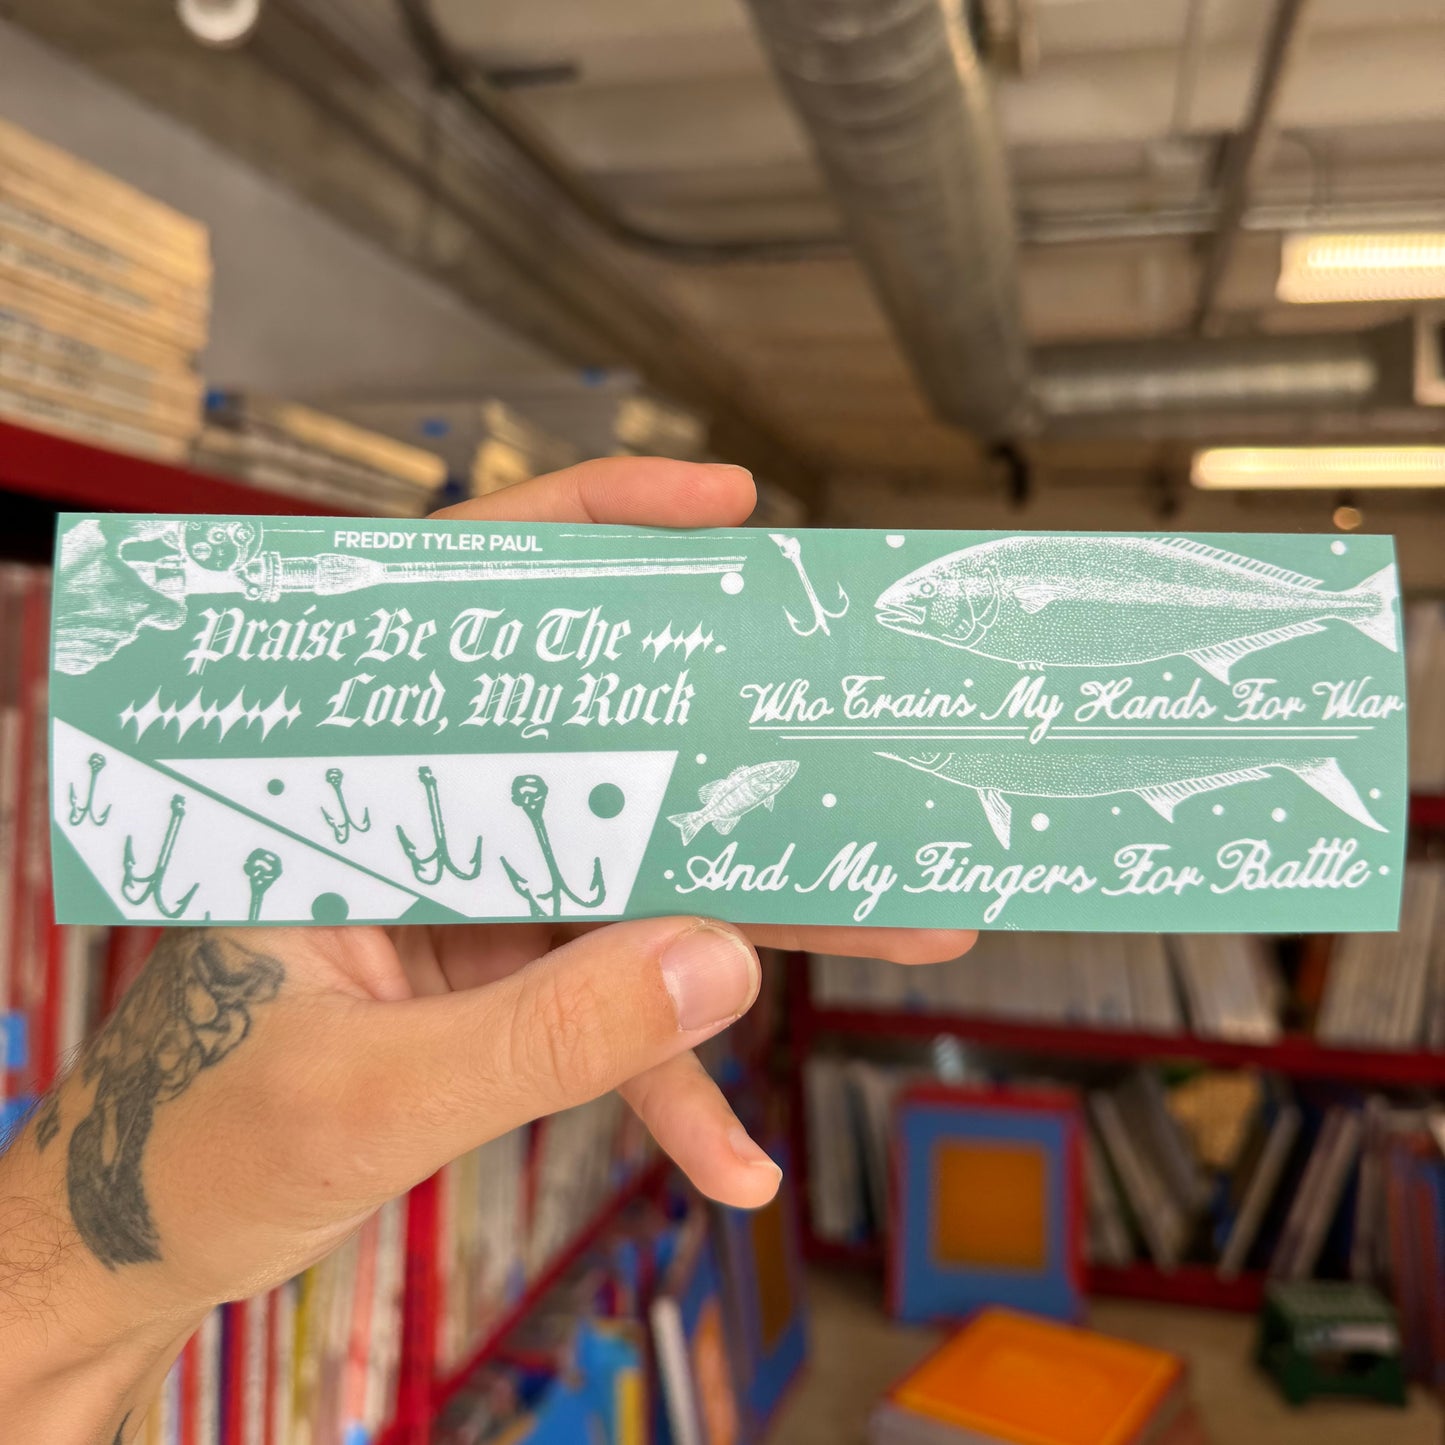 FREDDY TYLER PAUL
Praise Be To The
Lord, My Rock
Who Trains My Hands For War
And My Fingers For Battle